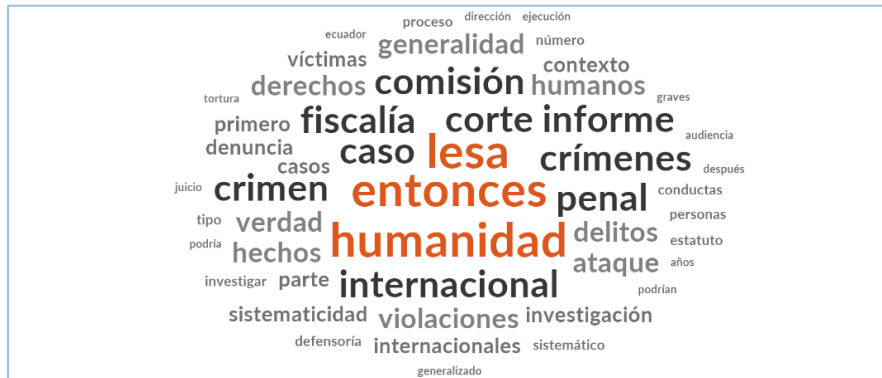 proceso dirección ejecución
ecuador generalidad número
víctimas contexto
derechos comisión humanos
tortura graves
primero fiscalía corte informe
audiencia
denuncia caso lesa crímenes
casos después
juicio crimen entonces penal conductas
personas
tipo verdad humanidad delitos estatuto
podría hechos ataque años
investigar parte internacional podrían
sistematicidad violaciones investigación
defensoría internacionales sistemático
generalizado